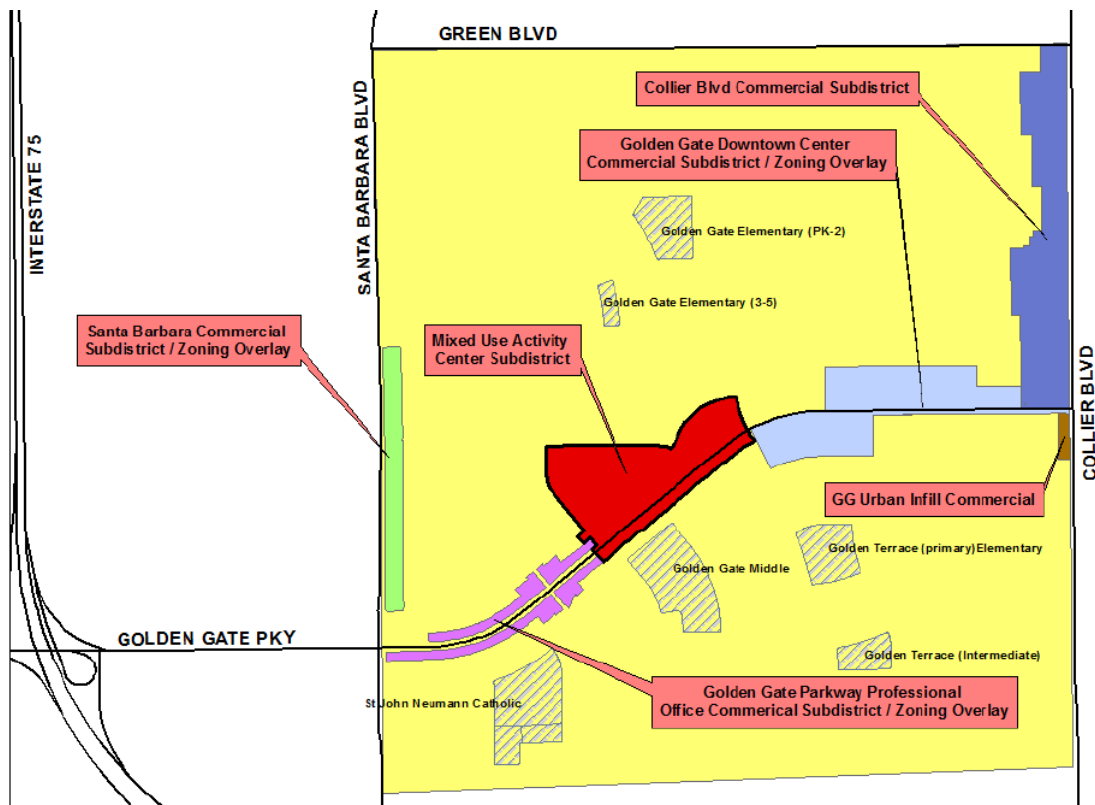 GREEN BLVD
Collier Blvd Commercial Subdistrict
Golden Gate Downtown Center
Commercial Subdistrict / Zoning Overlay
INTERSTATE 75
SANTA BARBARA BLVD
Golden Gate Elementary (PK-2)
Golden Gate Elementary (3-5)
Santa Barbara Commercial
Subdistrict / Zoning Overlay
Mixed Use Activity
Center Subdistrict
COLLIER BLVD
GG Urban Infill Commercial
Golden Terrace (primary)Elementary
Golden Gate Middle
GOLDEN GATE PKY
Golden Terrace (Intermediate)
St John Neumann Catholic
Golden Gate Parkway Professional
Office Commerical Subdistrict / Zoning Overlay